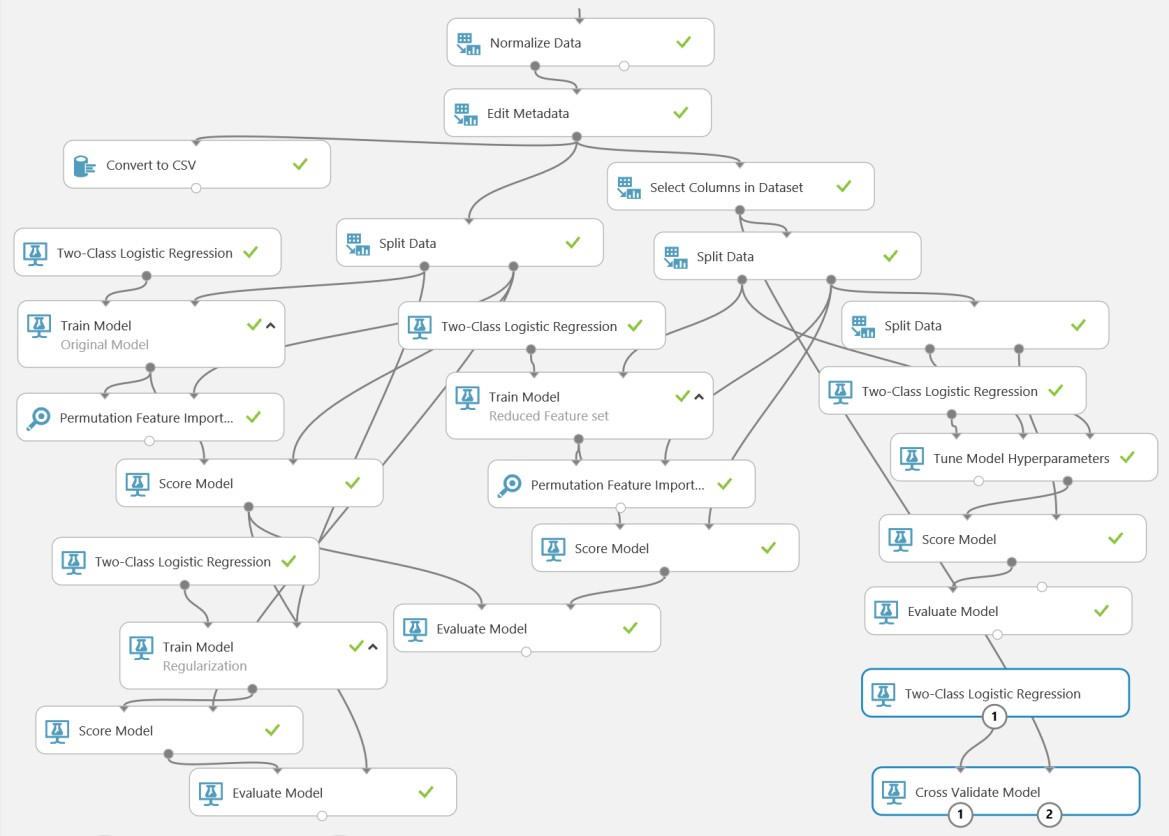 Normalize Data
Edit Metadata
Convert to CSV
Select Columns in Dataset
Split Data
Two-Class Logistic Regression
Split Data
Train Model
Original Model
Two-Class Logistic Regression
Split Data
Train Model
Reduced Feature set
Two-Class Logistic Regression
Permutation Feature Import...
Tune Model Hyperparameters
Score Model
Permutation Feature Import...
Score Model
Score Model
Two-Class Logistic Regression
Evaluate Model
Evaluate Model
Train Model
Regularization
Two-Class Logistic Regression
1
Score Model
Evaluate Model
Cross Validate Model
1
2